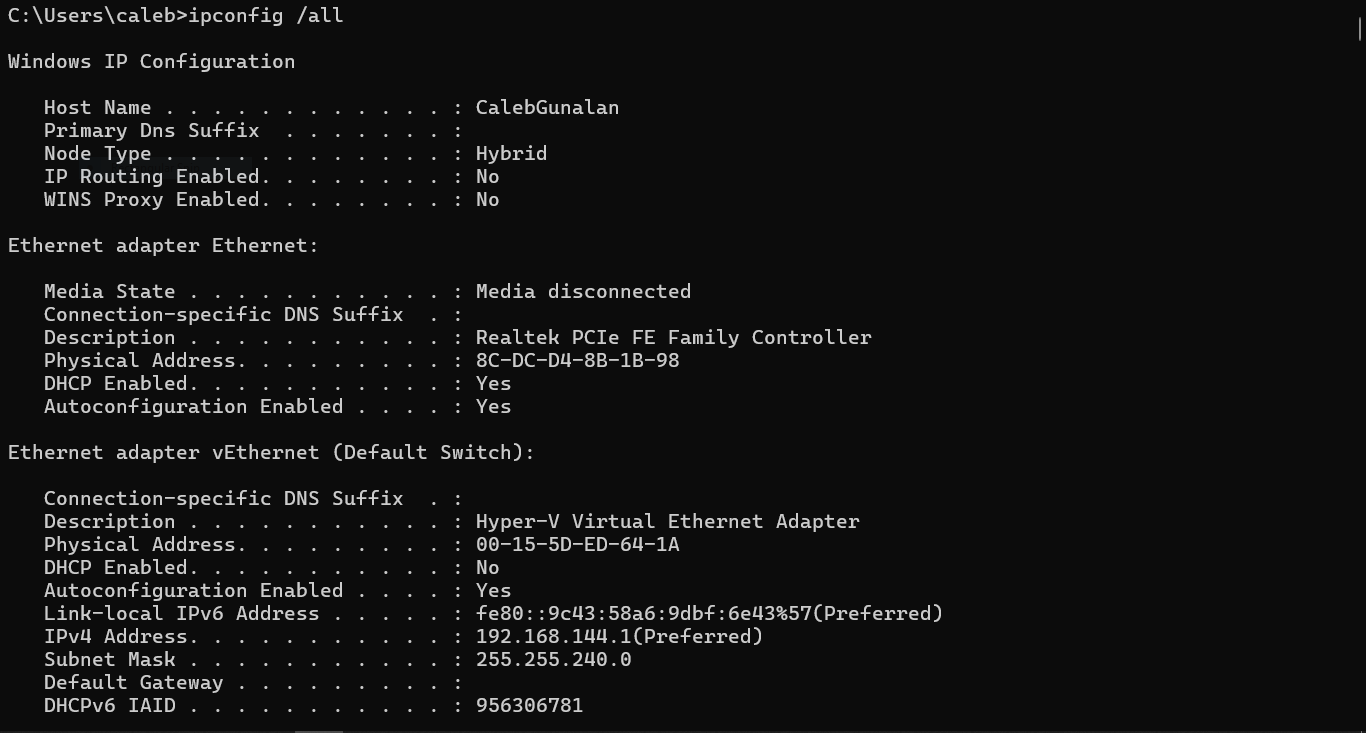 C:\Users\caleb>ipconfig /all
Windows IP Configuration
Host Name . . . . . . . . . . . . : CalebGunalan
Primary Dns Suffix  . . . . . . . :
Node Type . . . . . . . . . . . . : Hybrid
IP Routing Enabled. . . . . . . . : No
WINS Proxy Enabled. . . . . . . . : No
Ethernet adapter Ethernet:
Media State . . . . . . . . . . . : Media disconnected
Connection-specific DNS Suffix  . :
Description . . . . . . . . . . . : Realtek PCIe FE Family Controller
Physical Address. . . . . . . . . : 8C-DC-D4-8B-1B-98
DHCP Enabled. . . . . . . . . . . : Yes
Autoconfiguration Enabled . . . . : Yes
Ethernet adapter vEthernet (Default Switch):
Connection-specific DNS Suffix  . :
Description . . . . . . . . . . . : Hyper-V Virtual Ethernet Adapter
Physical Address. . . . . . . . . : 00-15-5D-ED-64-1A
DHCP Enabled. . . . . . . . . . . : No
Autoconfiguration Enabled . . . . : Yes
Link-local IPv6 Address . . . . . : fe80::9c43:58a6:9dbf:6e43%57(Preferred)
IPv4 Address. . . . . . . . . . . : 192.168.144.1(Preferred)
Subnet Mask . . . . . . . . . . . : 255.255.240.0
Default Gateway . . . . . . . . . :
DHCPv6 IAID . . . . . . . . . . . : 956306781